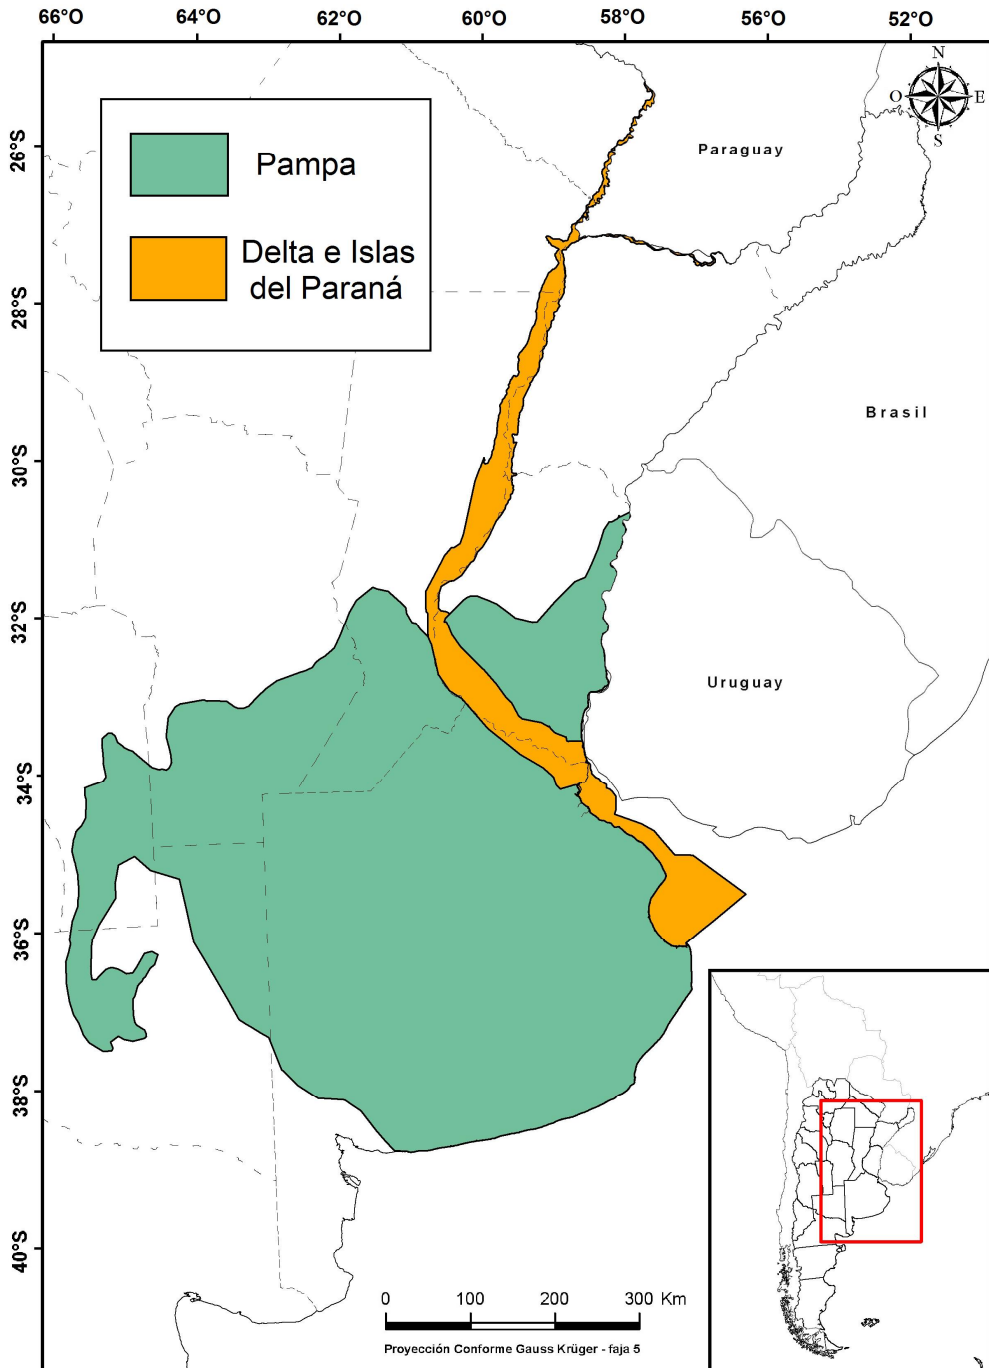 66°O 64°O 62°O 60°O 58°O 56°O 52°O
N
O E
S
Pampa
Delta e Islas
del Paraná
26°S
28°S
30°S
32°S
34°S
36°S
38°S
40°S
Paraguay
Brasil
Uruguay
0 100 200 300 Km
Proyección Conforme Gauss Krüger - faja 5